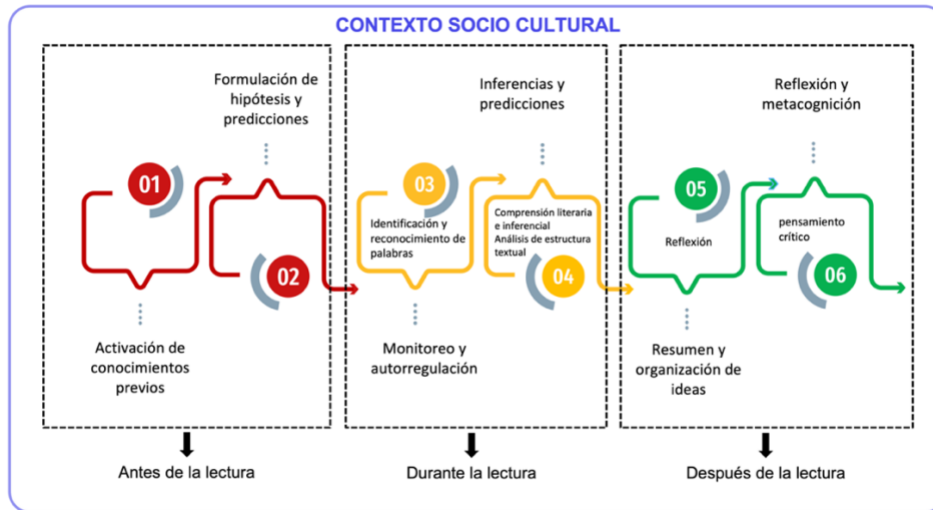 CONTEXTO SOCIO CULTURAL
Formulación de
hipótesis y
predicciones
01
02
Activación de
conocimientos
previos
Antes de la lectura
Inferencias y
predicciones
03
Identificación y
reconocimiento de
palabras
Comprensión literaria
e inferencial
Análisis de estructura
textual
04
Monitoreo y
autorregulación
Durante la lectura
Reflexión y
metacognición
05
Reflexión
pensamiento
crítico
06
Resumen y
organización de
ideas
Después de la lectura